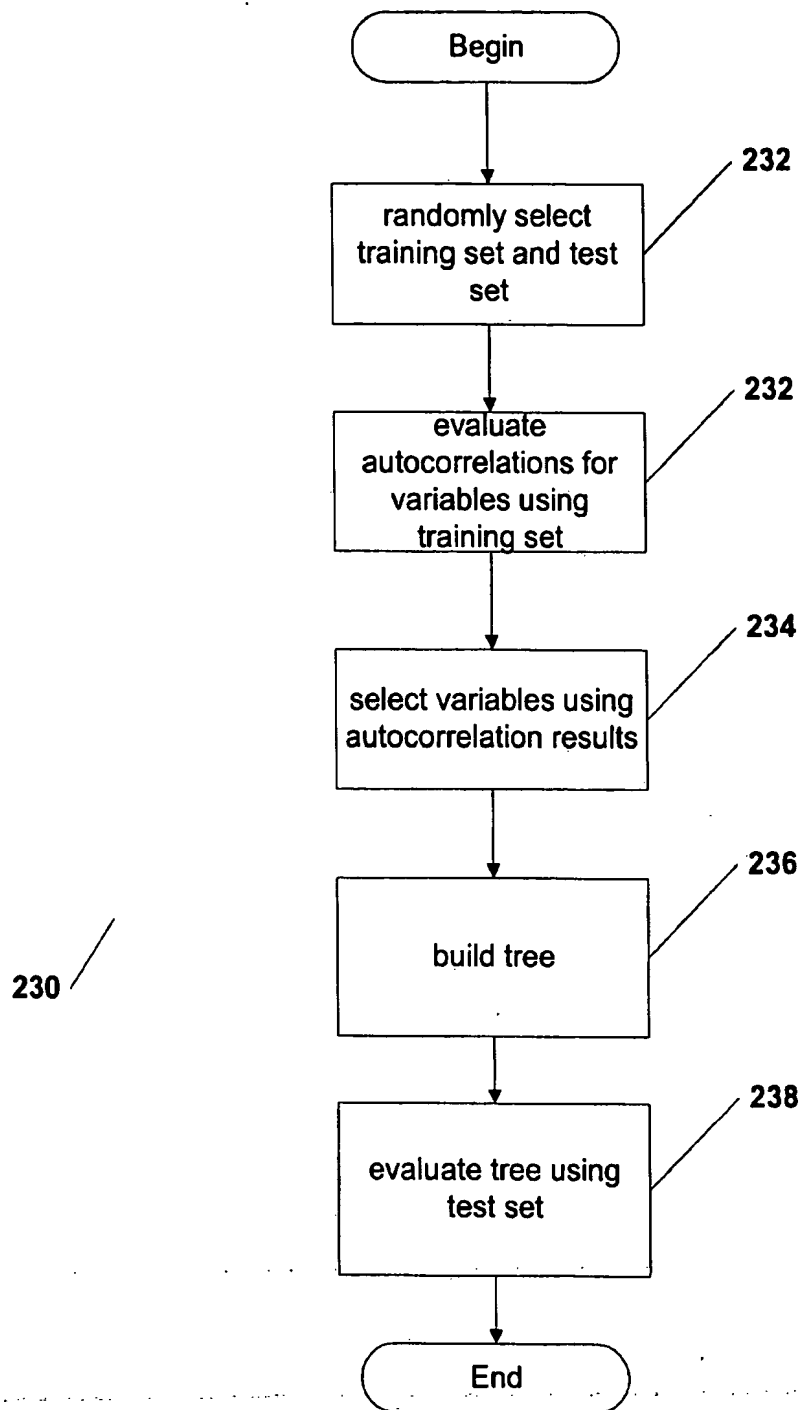 Begin
232
randomly select
training set and test
set
232
evaluate
autocorrelations for
variables using
training set
234
select variables using
autocorrelation results
236
build tree
230
238
evaluate tree using
test set
End